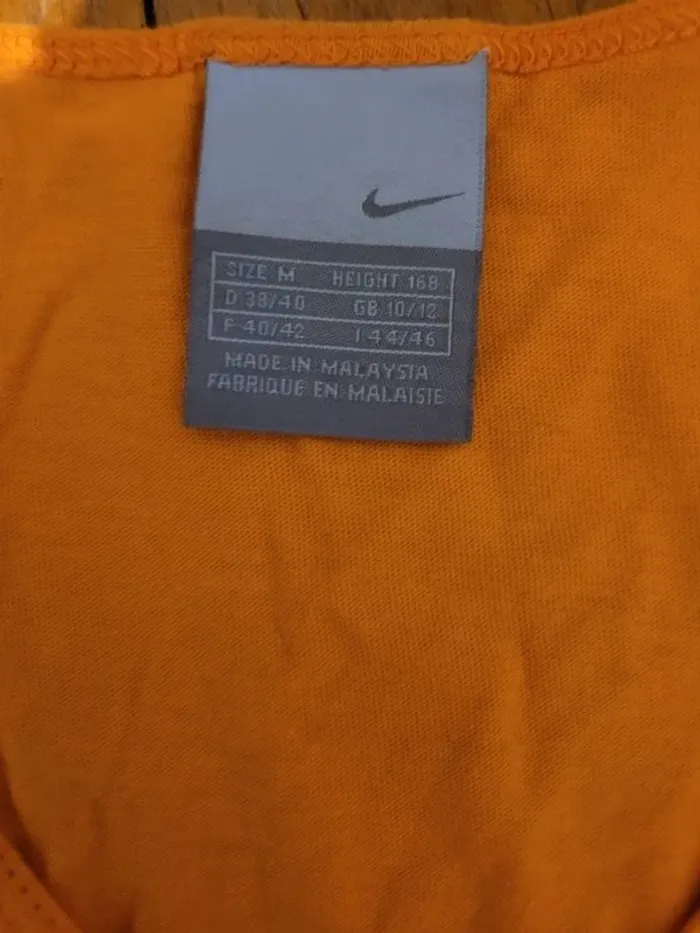 SIZE M HEIGHT 168
D 38/40 GB 10/12
F 40/42 I 44/46
MADE IN MALAYSIA
FABRIQUE EN MALAISIE